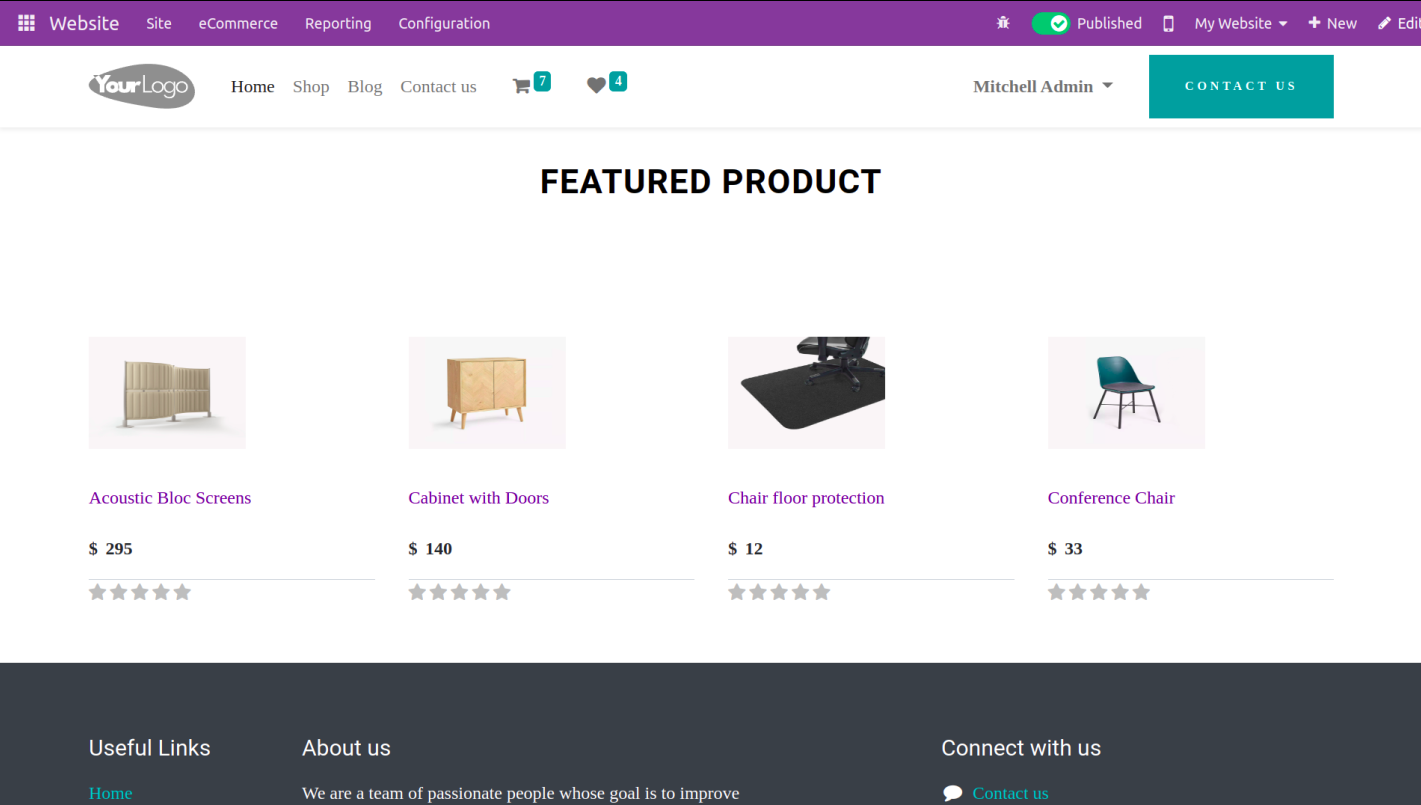 Website Site eCommerce Reporting Configuration Published My Website New Edit
YourLogo Home Shop Blog Contact us 7 4 Mitchell Admin CONTACT US
FEATURED PRODUCT
Acoustic Bloc Screens Cabinet with Doors Chair floor protection Conference Chair
$ 295 $ 140 $ 12 $ 33
Useful Links About us Connect with us
Home We are a team of passionate people whose goal is to improve Contact us